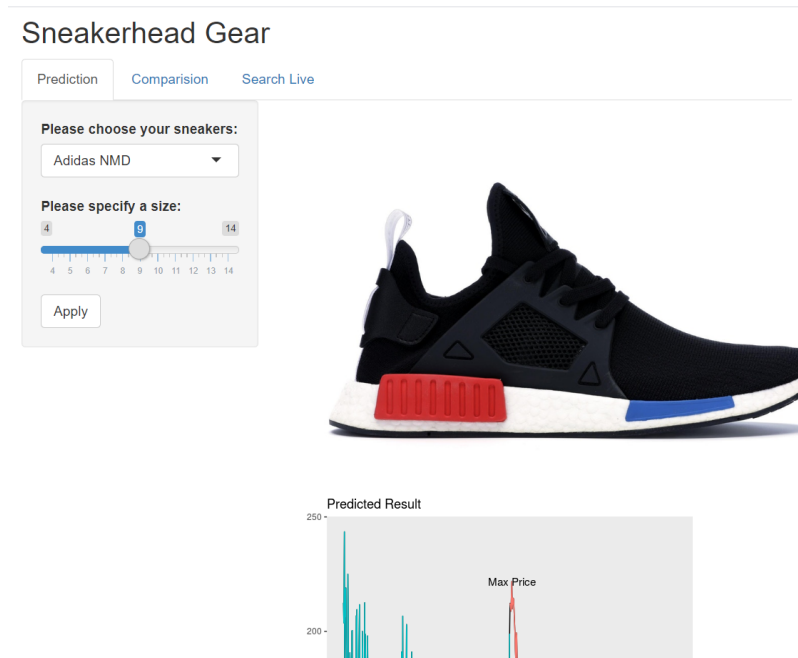 Sneakerhead Gear
Prediction Comparision Search Live
Please choose your sneakers:
Adidas NMD
Please specify a size:
4 9 14
4 5 6 7 8 9 10 11 12 13 14
Apply
Predicted Result
250
Max Price
200